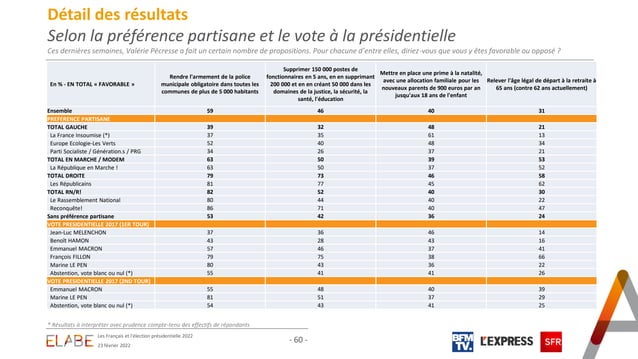 Détail des résultats
Selon la préférence partisane et le vote à la présidentielle
Ces dernières semaines, Valérie Pécresse a fait un certain nombre de propositions. Pour chacune d'entre elles, diriez-vous que vous y êtes favorable ou opposé ?
En % - EN TOTAL « FAVORABLE » Rendre l'armement de la police municipale obligatoire dans toutes les communes de plus de 5 000 habitants Supprimer 150 000 postes de fonctionnaires en 5 ans, en en supprimant 200 000 et en en créant 50 000 dans les domaines de la justice, la sécurité, la santé, l'éducation Mettre en place une prime à la natalité, avec une allocation familiale pour les nouveaux parents de 900 euros par an jusqu'aux 18 ans de l'enfant Relever l'âge légal de départ à la retraite à 65 ans (contre 62 ans actuellement)
Ensemble 59 46 40 31
PREFERENCE PARTISANE
TOTAL GAUCHE 39 32 48 21
La France Insoumise (*) 37 35 61 13
Europe Ecologie-Les Verts 52 40 48 34
Parti Socialiste / Génération.s / PRG 34 26 37 21
TOTAL EN MARCHE / MODEM 63 50 39 53
La République en Marche ! 63 50 37 52
TOTAL DROITE 79 73 46 58
Les Républicains 81 77 45 62
TOTAL RN/R! 82 52 40 30
Le Rassemblement National 80 44 40 22
Reconquête! 86 71 40 47
Sans préférence partisane 53 42 36 24
VOTE PRESIDENTIELLE 2017 (1ER TOUR)
Jean-Luc MELENCHON 37 36 46 14
Benoît HAMON 43 28 43 16
Emmanuel MACRON 57 46 37 41
François FILLON 79 75 38 66
Marine LE PEN 80 43 36 22
Abstention, vote blanc ou nul (*) 55 41 41 26
VOTE PRESIDENTIELLE 2017 (2ND TOUR)
Emmanuel MACRON 55 48 40 39
Marine LE PEN 81 51 37 29
Abstention, vote blanc ou nul (*) 54 43 41 25
* Résultats à interpréter avec prudence compte-tenu des effectifs de répondants
ELABE
Les Français et l'élection présidentielle 2022
23 février 2022
- 60 -
BFM TV.
L'EXPRESS
SFR